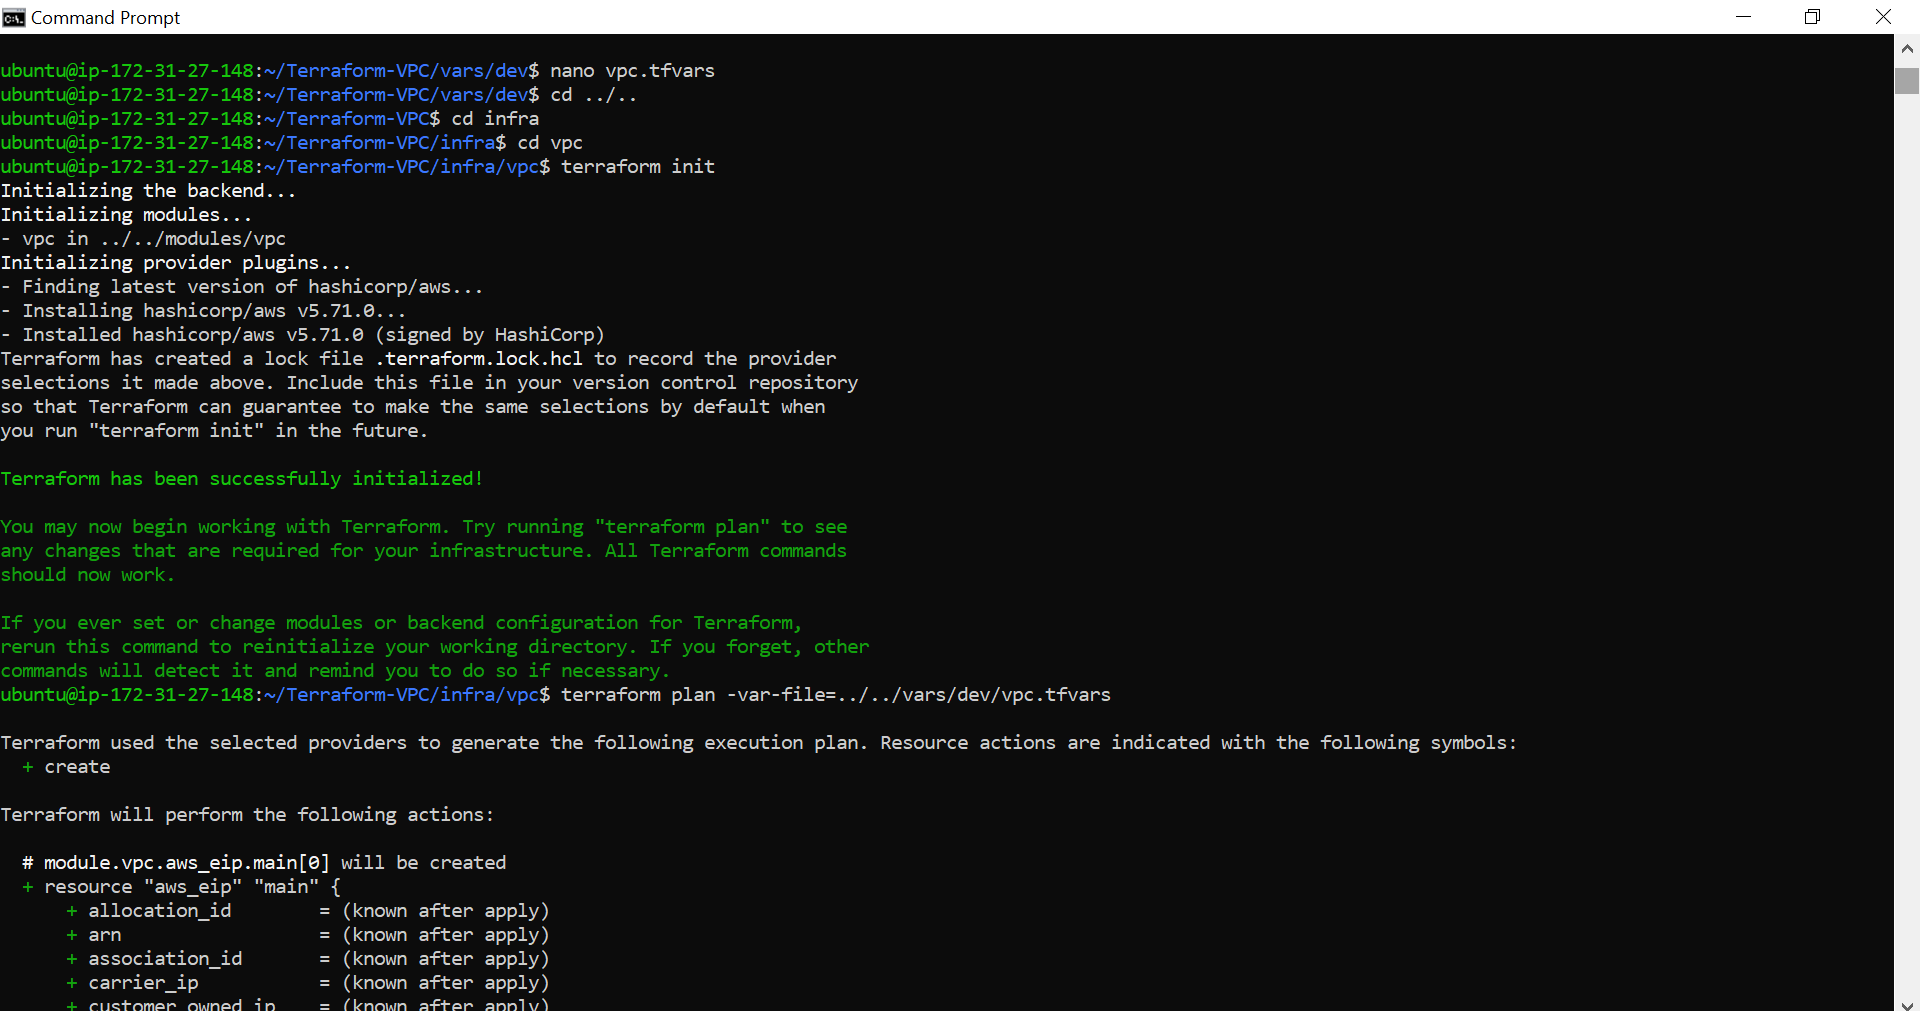 Command Prompt
ubuntu@ip-172-31-27-148:~/Terraform-VPC/vars/dev$ nano vpc.tfvars
ubuntu@ip-172-31-27-148:~/Terraform-VPC/vars/dev$ cd ../..
ubuntu@ip-172-31-27-148:~/Terraform-VPC$ cd infra
ubuntu@ip-172-31-27-148:~/Terraform-VPC/infra$ cd vpc
ubuntu@ip-172-31-27-148:~/Terraform-VPC/infra/vpc$ terraform init
Initializing the backend...
Initializing modules...
- vpc in ../../modules/vpc
Initializing provider plugins...
- Finding latest version of hashicorp/aws...
- Installing hashicorp/aws v5.71.0...
- Installed hashicorp/aws v5.71.0 (signed by HashiCorp)
Terraform has created a lock file .terraform.lock.hcl to record the provider
selections it made above. Include this file in your version control repository
so that Terraform can guarantee to make the same selections by default when
you run "terraform init" in the future.
Terraform has been successfully initialized!
You may now begin working with Terraform. Try running "terraform plan" to see
any changes that are required for your infrastructure. All Terraform commands
should now work.
If you ever set or change modules or backend configuration for Terraform,
rerun this command to reinitialize your working directory. If you forget, other
commands will detect it and remind you to do so if necessary.
ubuntu@ip-172-31-27-148:~/Terraform-VPC/infra/vpc$ terraform plan -var-file=../../vars/dev/vpc.tfvars
Terraform used the selected providers to generate the following execution plan. Resource actions are indicated with the following symbols:
+ create
Terraform will perform the following actions:
# module.vpc.aws_eip.main[0] will be created
+ resource "aws_eip" "main" {
+ allocation_id = (known after apply)
+ arn = (known after apply)
+ association_id = (known after apply)
+ carrier_ip = (known after apply)
+ customer_owned_ip = (known after apply)